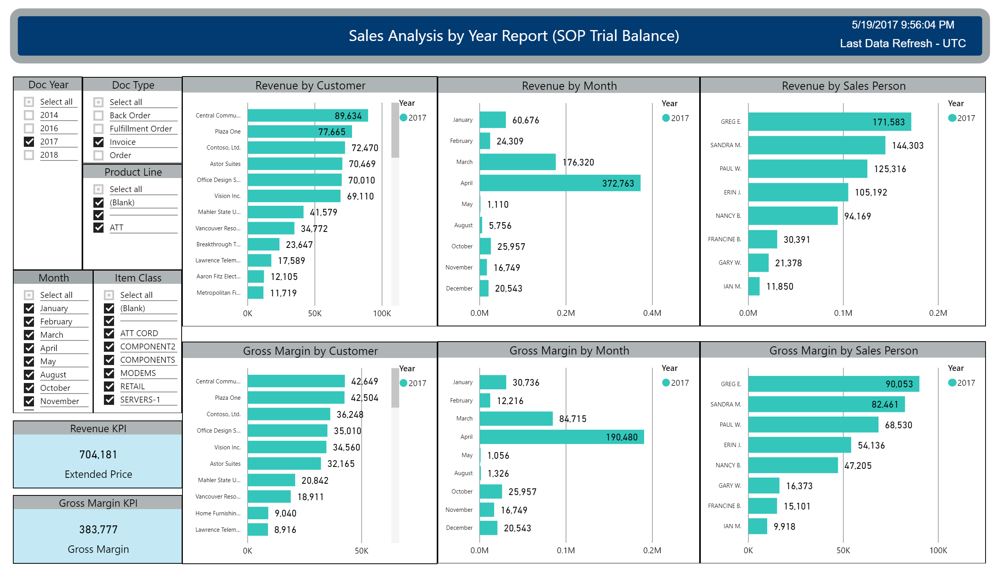 Sales Analysis by Year Report (SOP Trial Balance)
5/19/2017 9:56:04 PM
Last Data Refresh - UTC
Doc Year
Select all
2014
2016
2017
2018
Doc Type
Select all
Back Order
Fulfillment Order
Invoice
Order
Product Line
Select all
(Blank)
ATT
Month
Select all
January
February
March
April
May
August
October
November
Item Class
Select all
(Blank)
ATT CORD
COMPONENT2
COMPONENTS
MODEMS
RETAIL
SERVERS-1
Revenue KPI
704,181
Extended Price
Gross Margin KPI
383,777
Gross Margin
Revenue by Customer
Year
2017
Central Commu... 89,634
Plaza One 77,665
Contoso, Ltd. 72,470
Astor Suites 70,469
Office Design S... 70,010
Vision Inc. 69,110
Mahler State U... 41,579
Vancouver Reso... 34,772
Breakthrough T... 23,647
Lawrence Telem... 17,589
Aaron Fitz Elect... 12,105
Metropolitan Fi... 11,719
0K 50K 100K
Revenue by Month
Year
2017
January 60,676
February 24,309
March 176,320
April 372,763
May 1,110
August 5,756
October 25,957
November 16,749
December 20,543
0.0M 0.2M 0.4M
Revenue by Sales Person
Year
2017
GREG E. 171,583
SANDRA M. 144,303
PAUL W. 125,316
ERIN J. 105,192
NANCY B. 94,169
FRANCINE B. 30,391
GARY W. 21,378
IAN M. 11,850
0.0M 0.1M 0.2M
Gross Margin by Customer
Year
2017
Central Commu... 42,649
Plaza One 42,504
Contoso, Ltd. 36,248
Office Design S... 35,010
Vision Inc. 34,560
Astor Suites 32,165
Mahler State U... 20,842
Vancouver Reso... 18,911
Home Furnishin... 9,040
Lawrence Telem... 8,916
0K 50K
Gross Margin by Month
Year
2017
January 30,736
February 12,216
March 84,715
April 190,480
May 1,056
August 1,326
October 25,957
November 16,749
December 20,543
0.0M 0.1M 0.2M
Gross Margin by Sales Person
Year
2017
GREG E. 90,053
SANDRA M. 82,461
PAUL W. 68,530
ERIN J. 54,136
NANCY B. 47,205
GARY W. 16,373
FRANCINE B. 15,101
IAN M. 9,918
0K 50K 100K